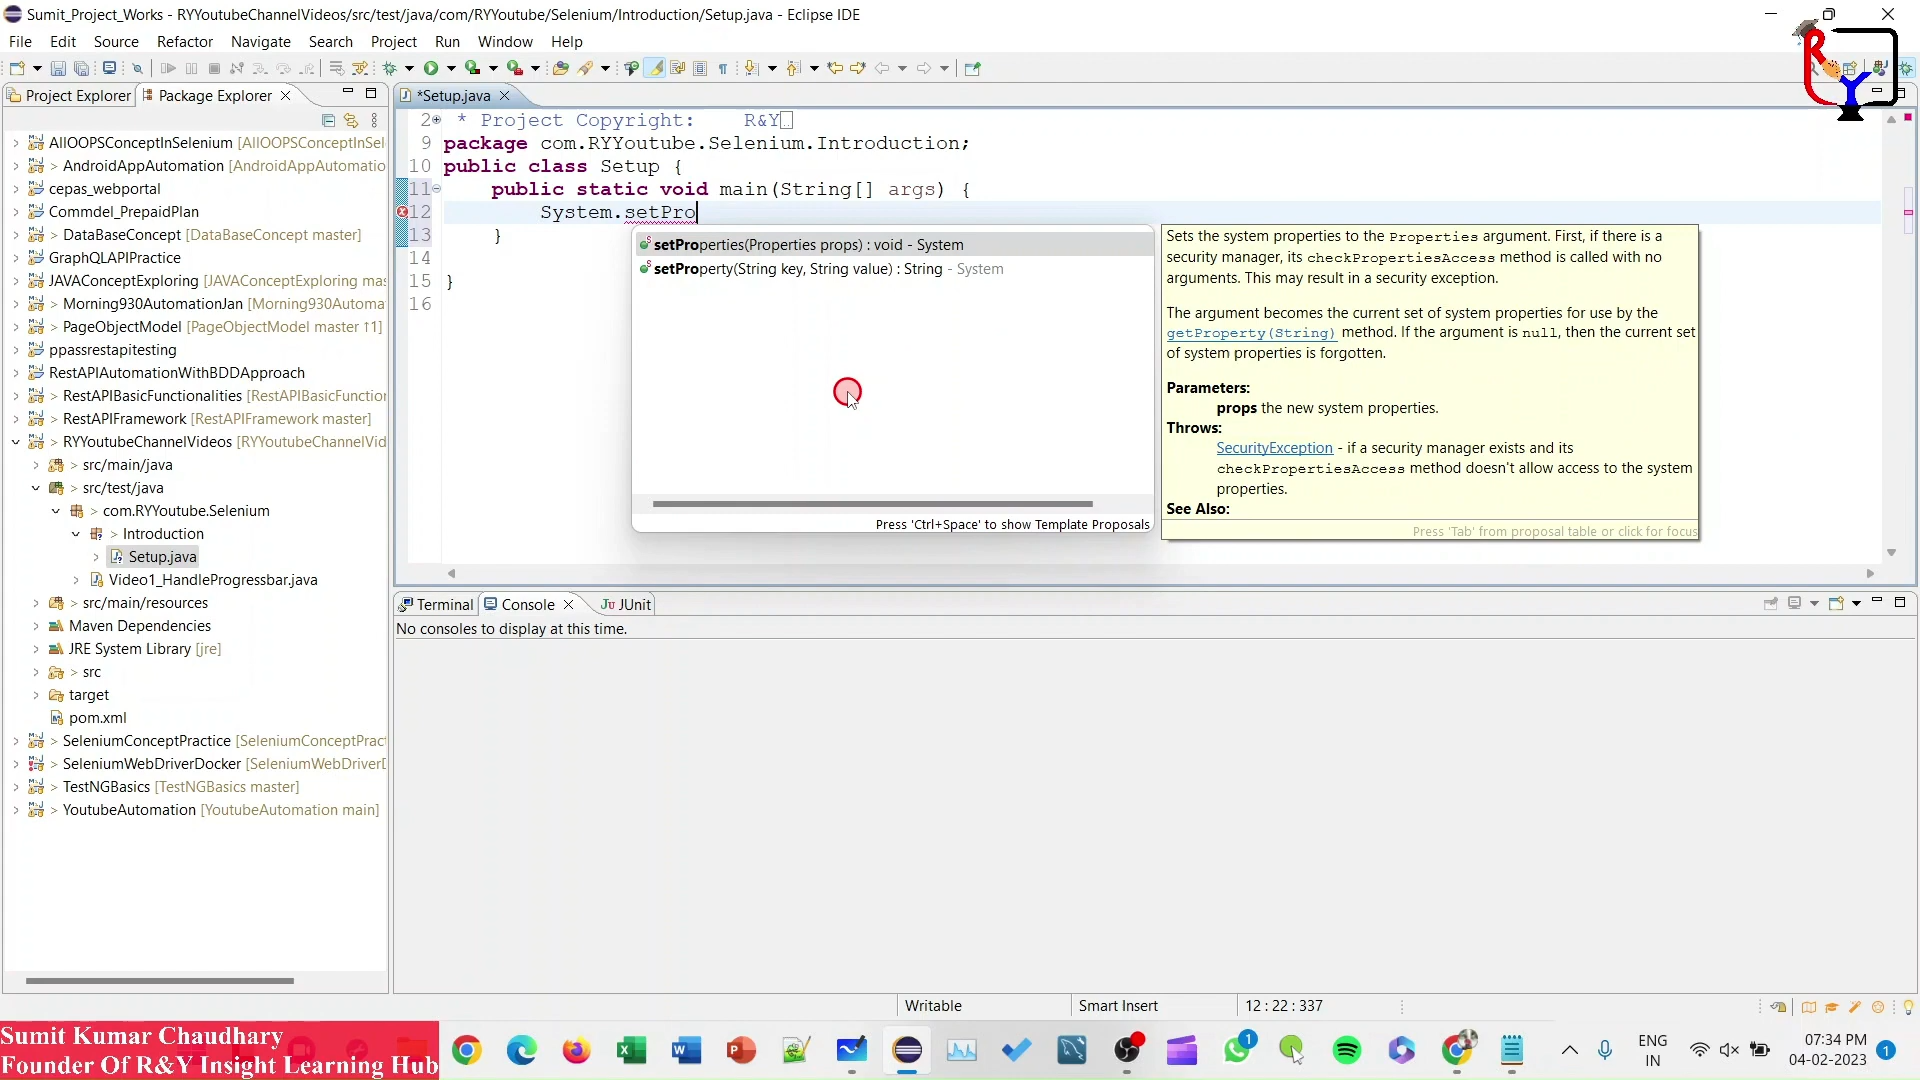 Sumit_Project_Works - RYYoutubeChannelVideos/src/test/java/com/RYYoutube/Selenium/Introduction/Setup.java - Eclipse IDE
File Edit Source Refactor Navigate Search Project Run Window Help
R Y
Project Explorer Package Explorer
*Setup.java
AllOOPSConceptInSelenium [AllOOPSConceptInSel
> AndroidAppAutomation [AndroidAppAutomatio
cepas_webportal
Commdel_PrepaidPlan
> DataBaseConcept [DataBaseConcept master]
GraphQLAPIPractice
JAVAConceptExploring [JAVAConceptExploring mas
> Morning930AutomationJan [Morning930Automa
> PageObjectModel [PageObjectModel master ↑1]
ppassrestapitesting
RestAPIAutomationWithBDDApproach
> RestAPIBasicFunctionalities [RestAPIBasicFunction
> RestAPIFramework [RestAPIFramework master]
> RYYoutubeChannelVideos [RYYoutubeChannelVid
> src/main/java
> src/test/java
> com.RYYoutube.Selenium
> Introduction
Setup.java
Video1_HandleProgressbar.java
> src/main/resources
Maven Dependencies
JRE System Library [jre]
> src
target
pom.xml
> SeleniumConceptPractice [SeleniumConceptPract
> SeleniumWebDriverDocker [SeleniumWebDriverD
> TestNGBasics [TestNGBasics master]
> YoutubeAutomation [YoutubeAutomation main]
2 * Project Copyright: R&Y
9 package com.RYYoutube.Selenium.Introduction;
10 public class Setup {
11 public static void main(String[] args) {
12 System.setPro
13 }
14
15 }
16
setProperties(Properties props) : void - System
setProperty(String key, String value) : String - System
Press 'Ctrl+Space' to show Template Proposals
Sets the system properties to the Properties argument. First, if there is a
security manager, its checkPropertiesAccess method is called with no
arguments. This may result in a security exception.
The argument becomes the current set of system properties for use by the
getProperty(String) method. If the argument is null, then the current set
of system properties is forgotten.
Parameters:
props the new system properties.
Throws:
SecurityException - if a security manager exists and its
checkPropertiesAccess method doesn't allow access to the system
properties.
See Also:
Press 'Tab' from proposal table or click for focus
Terminal Console JUnit
No consoles to display at this time.
Writable Smart Insert 12 : 22 : 337
Sumit Kumar Chaudhary
Founder Of R&Y Insight Learning Hub
1
ENG
IN
07:34 PM
04-02-2023
1